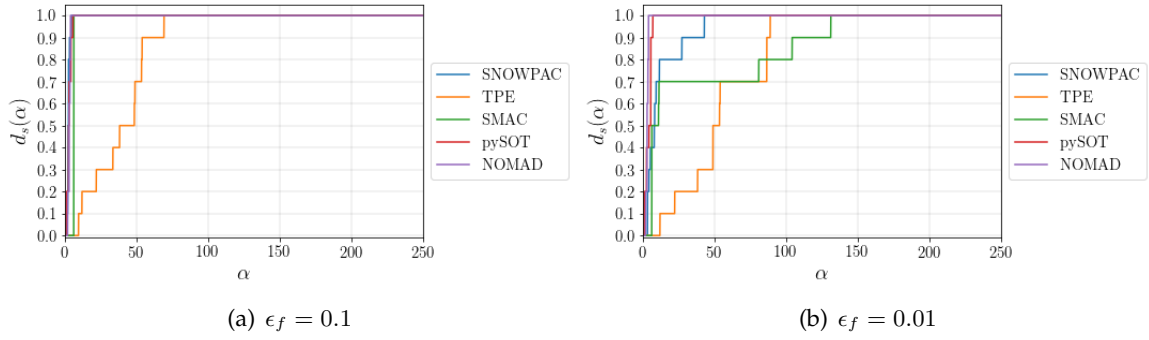 1.0
0.9
0.8
0.7
0.6
0.5
0.4
0.3
0.2
0.1
0.0
d_s(α)
0 50 100 150 200 250
α
SNOWPAC
TPE
SMAC
pySOT
NOMAD
(a) ϵ_f = 0.1
1.0
0.9
0.8
0.7
0.6
0.5
0.4
0.3
0.2
0.1
0.0
d_s(α)
0 50 100 150 200 250
α
SNOWPAC
TPE
SMAC
pySOT
NOMAD
(b) ϵ_f = 0.01